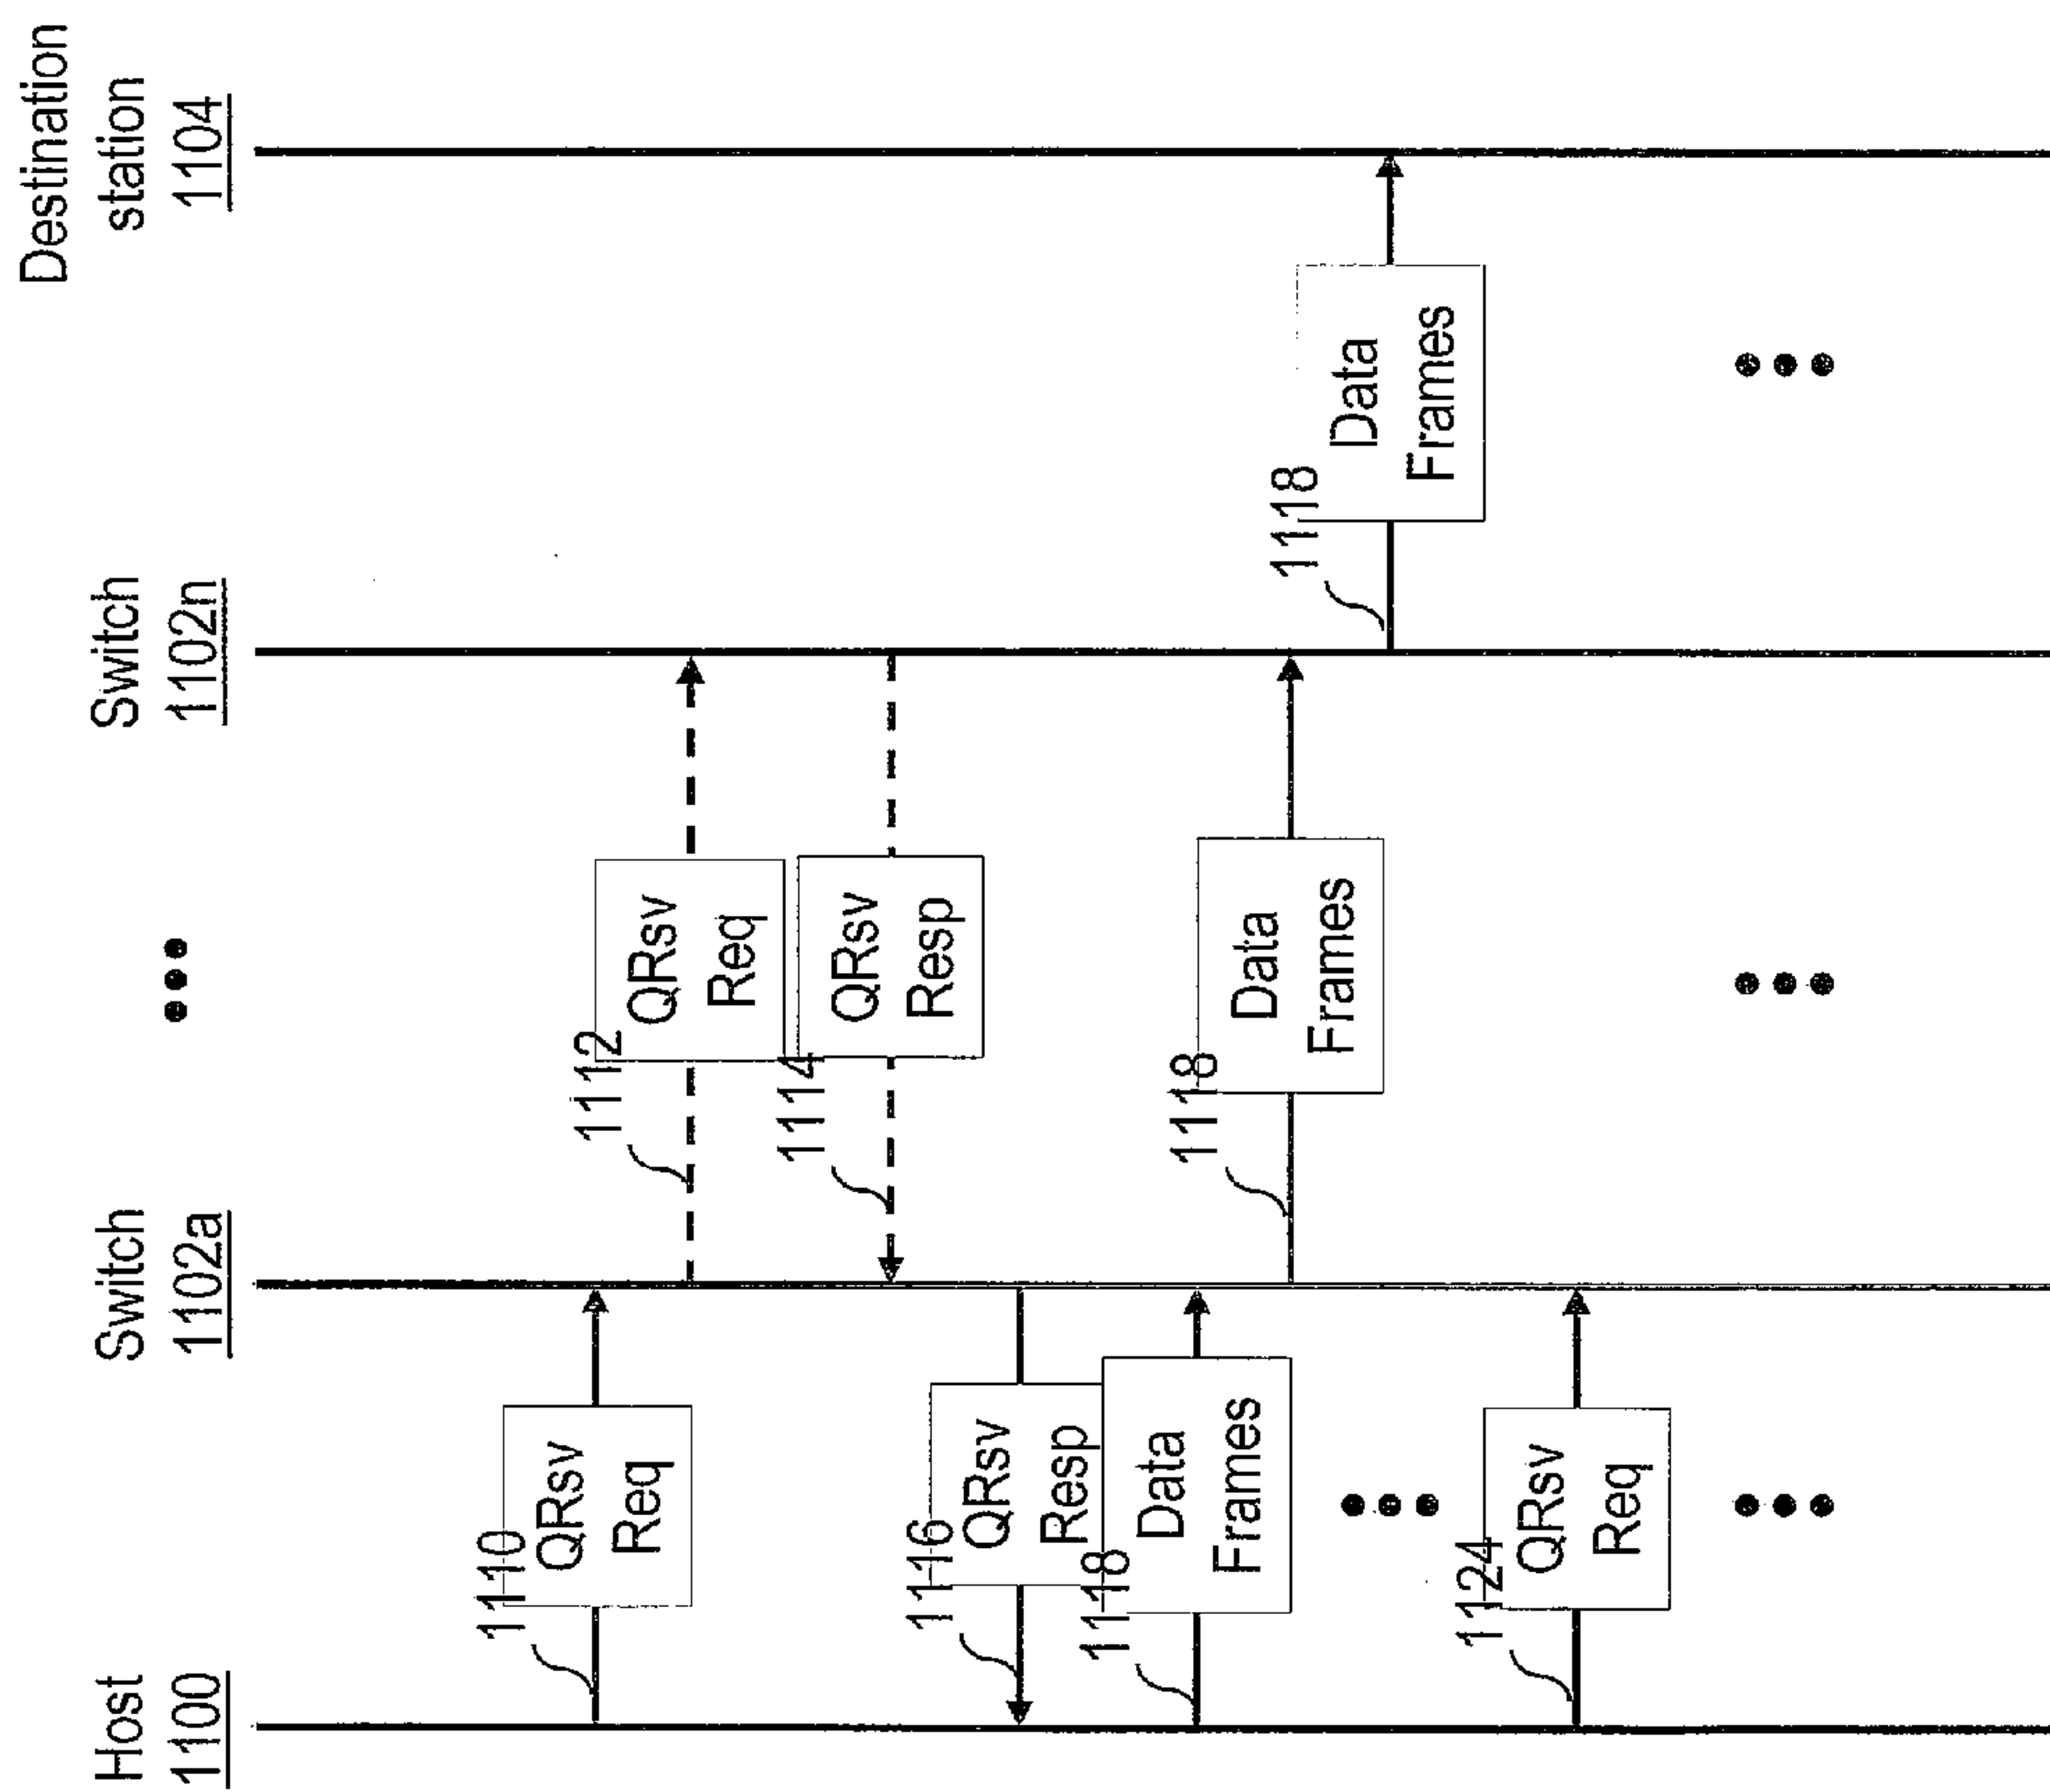 Host
1100
Switch
1102a
Switch
1102n
Destination
station
1104
1110
QRsv
Req
1112
QRsv
Req
1114
QRsv
Resp
1116
QRsv
Resp
1118
Data
Frames
1118
Data
Frames
1118
Data
Frames
1124
QRsv
Req